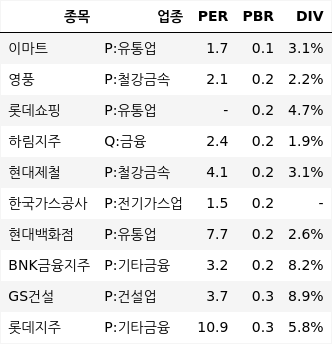 종목 업종 PER PBR DIV
이마트 P:유통업 1.7 0.1 3.1%
영풍 P:철강금속 2.1 0.2 2.2%
롯데쇼핑 P:유통업 - 0.2 4.7%
하림지주 Q:금융 2.4 0.2 1.9%
현대제철 P:철강금속 4.1 0.2 3.1%
한국가스공사 P:전기가스업 1.5 0.2 -
현대백화점 P:유통업 7.7 0.2 2.6%
BNK금융지주 P:기타금융 3.2 0.2 8.2%
GS건설 P:건설업 3.7 0.3 8.9%
롯데지주 P:기타금융 10.9 0.3 5.8%